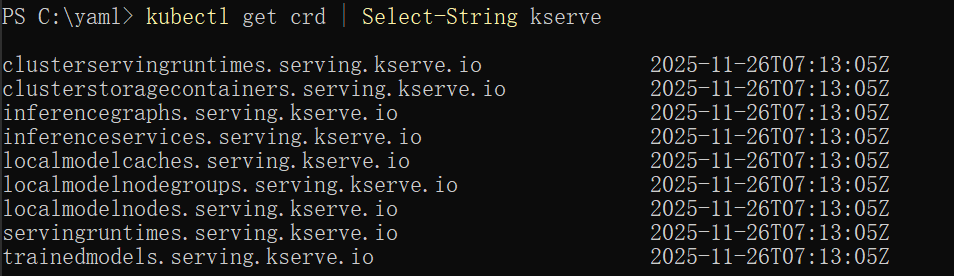 PS C:\yaml> kubectl get crd | Select-String kserve
clusterservingruntimes.serving.kserve.io 2025-11-26T07:13:05Z
clusterstoragecontainers.serving.kserve.io 2025-11-26T07:13:05Z
inferencegraphs.serving.kserve.io 2025-11-26T07:13:05Z
inferenceservices.serving.kserve.io 2025-11-26T07:13:05Z
localmodelcaches.serving.kserve.io 2025-11-26T07:13:05Z
localmodelnodegroups.serving.kserve.io 2025-11-26T07:13:05Z
localmodelnodes.serving.kserve.io 2025-11-26T07:13:05Z
servingruntimes.serving.kserve.io 2025-11-26T07:13:05Z
trainedmodels.serving.kserve.io 2025-11-26T07:13:05Z